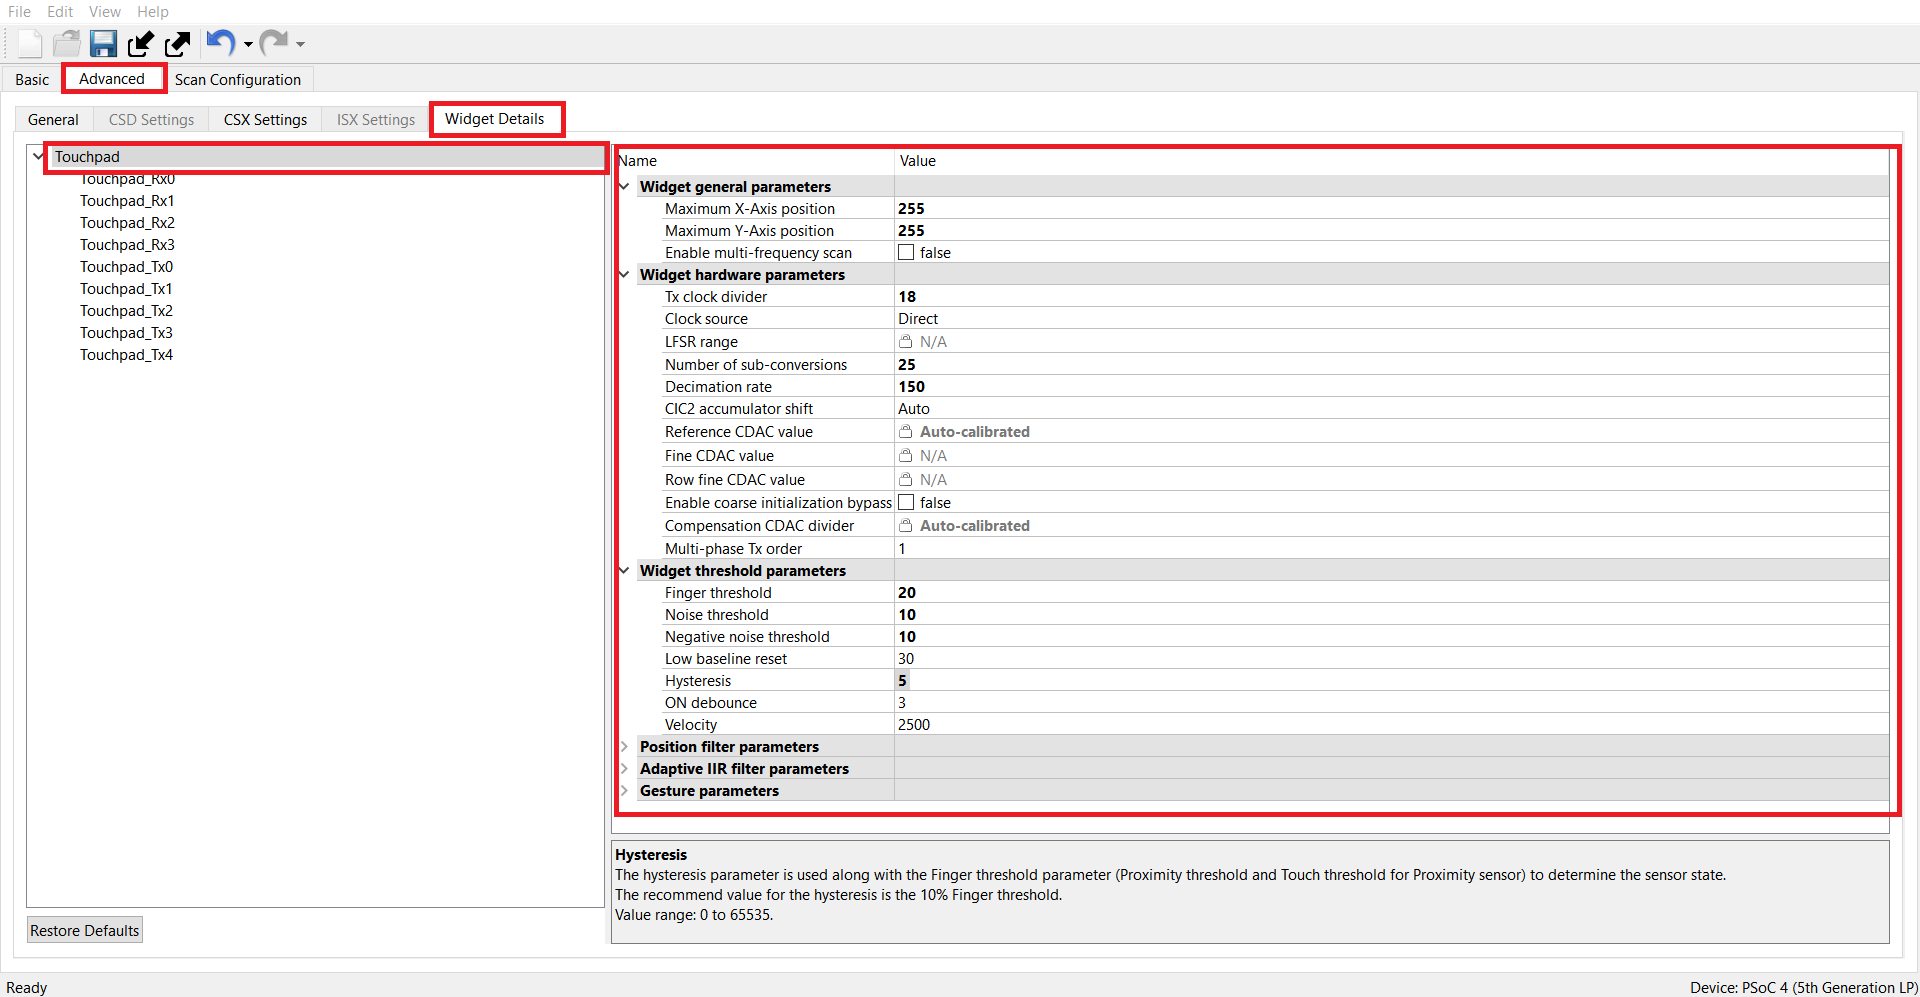 File Edit View Help
Basic Advanced Scan Configuration
General CSD Settings CSX Settings ISX Settings Widget Details
Touchpad
Touchpad_Rx0
Touchpad_Rx1
Touchpad_Rx2
Touchpad_Rx3
Touchpad_Tx0
Touchpad_Tx1
Touchpad_Tx2
Touchpad_Tx3
Touchpad_Tx4
Restore Defaults
Name Value
Widget general parameters
Maximum X-Axis position 255
Maximum Y-Axis position 255
Enable multi-frequency scan false
Widget hardware parameters
Tx clock divider 18
Clock source Direct
LFSR range N/A
Number of sub-conversions 25
Decimation rate 150
CIC2 accumulator shift Auto
Reference CDAC value Auto-calibrated
Fine CDAC value N/A
Row fine CDAC value N/A
Enable coarse initialization bypass false
Compensation CDAC divider Auto-calibrated
Multi-phase Tx order 1
Widget threshold parameters
Finger threshold 20
Noise threshold 10
Negative noise threshold 10
Low baseline reset 30
Hysteresis 5
ON debounce 3
Velocity 2500
Position filter parameters
Adaptive IIR filter parameters
Gesture parameters
Hysteresis
The hysteresis parameter is used along with the Finger threshold parameter (Proximity threshold and Touch threshold for Proximity sensor) to determine the sensor state.
The recommend value for the hysteresis is the 10% Finger threshold.
Value range: 0 to 65535.
Ready Device: PSoC 4 (5th Generation LP)